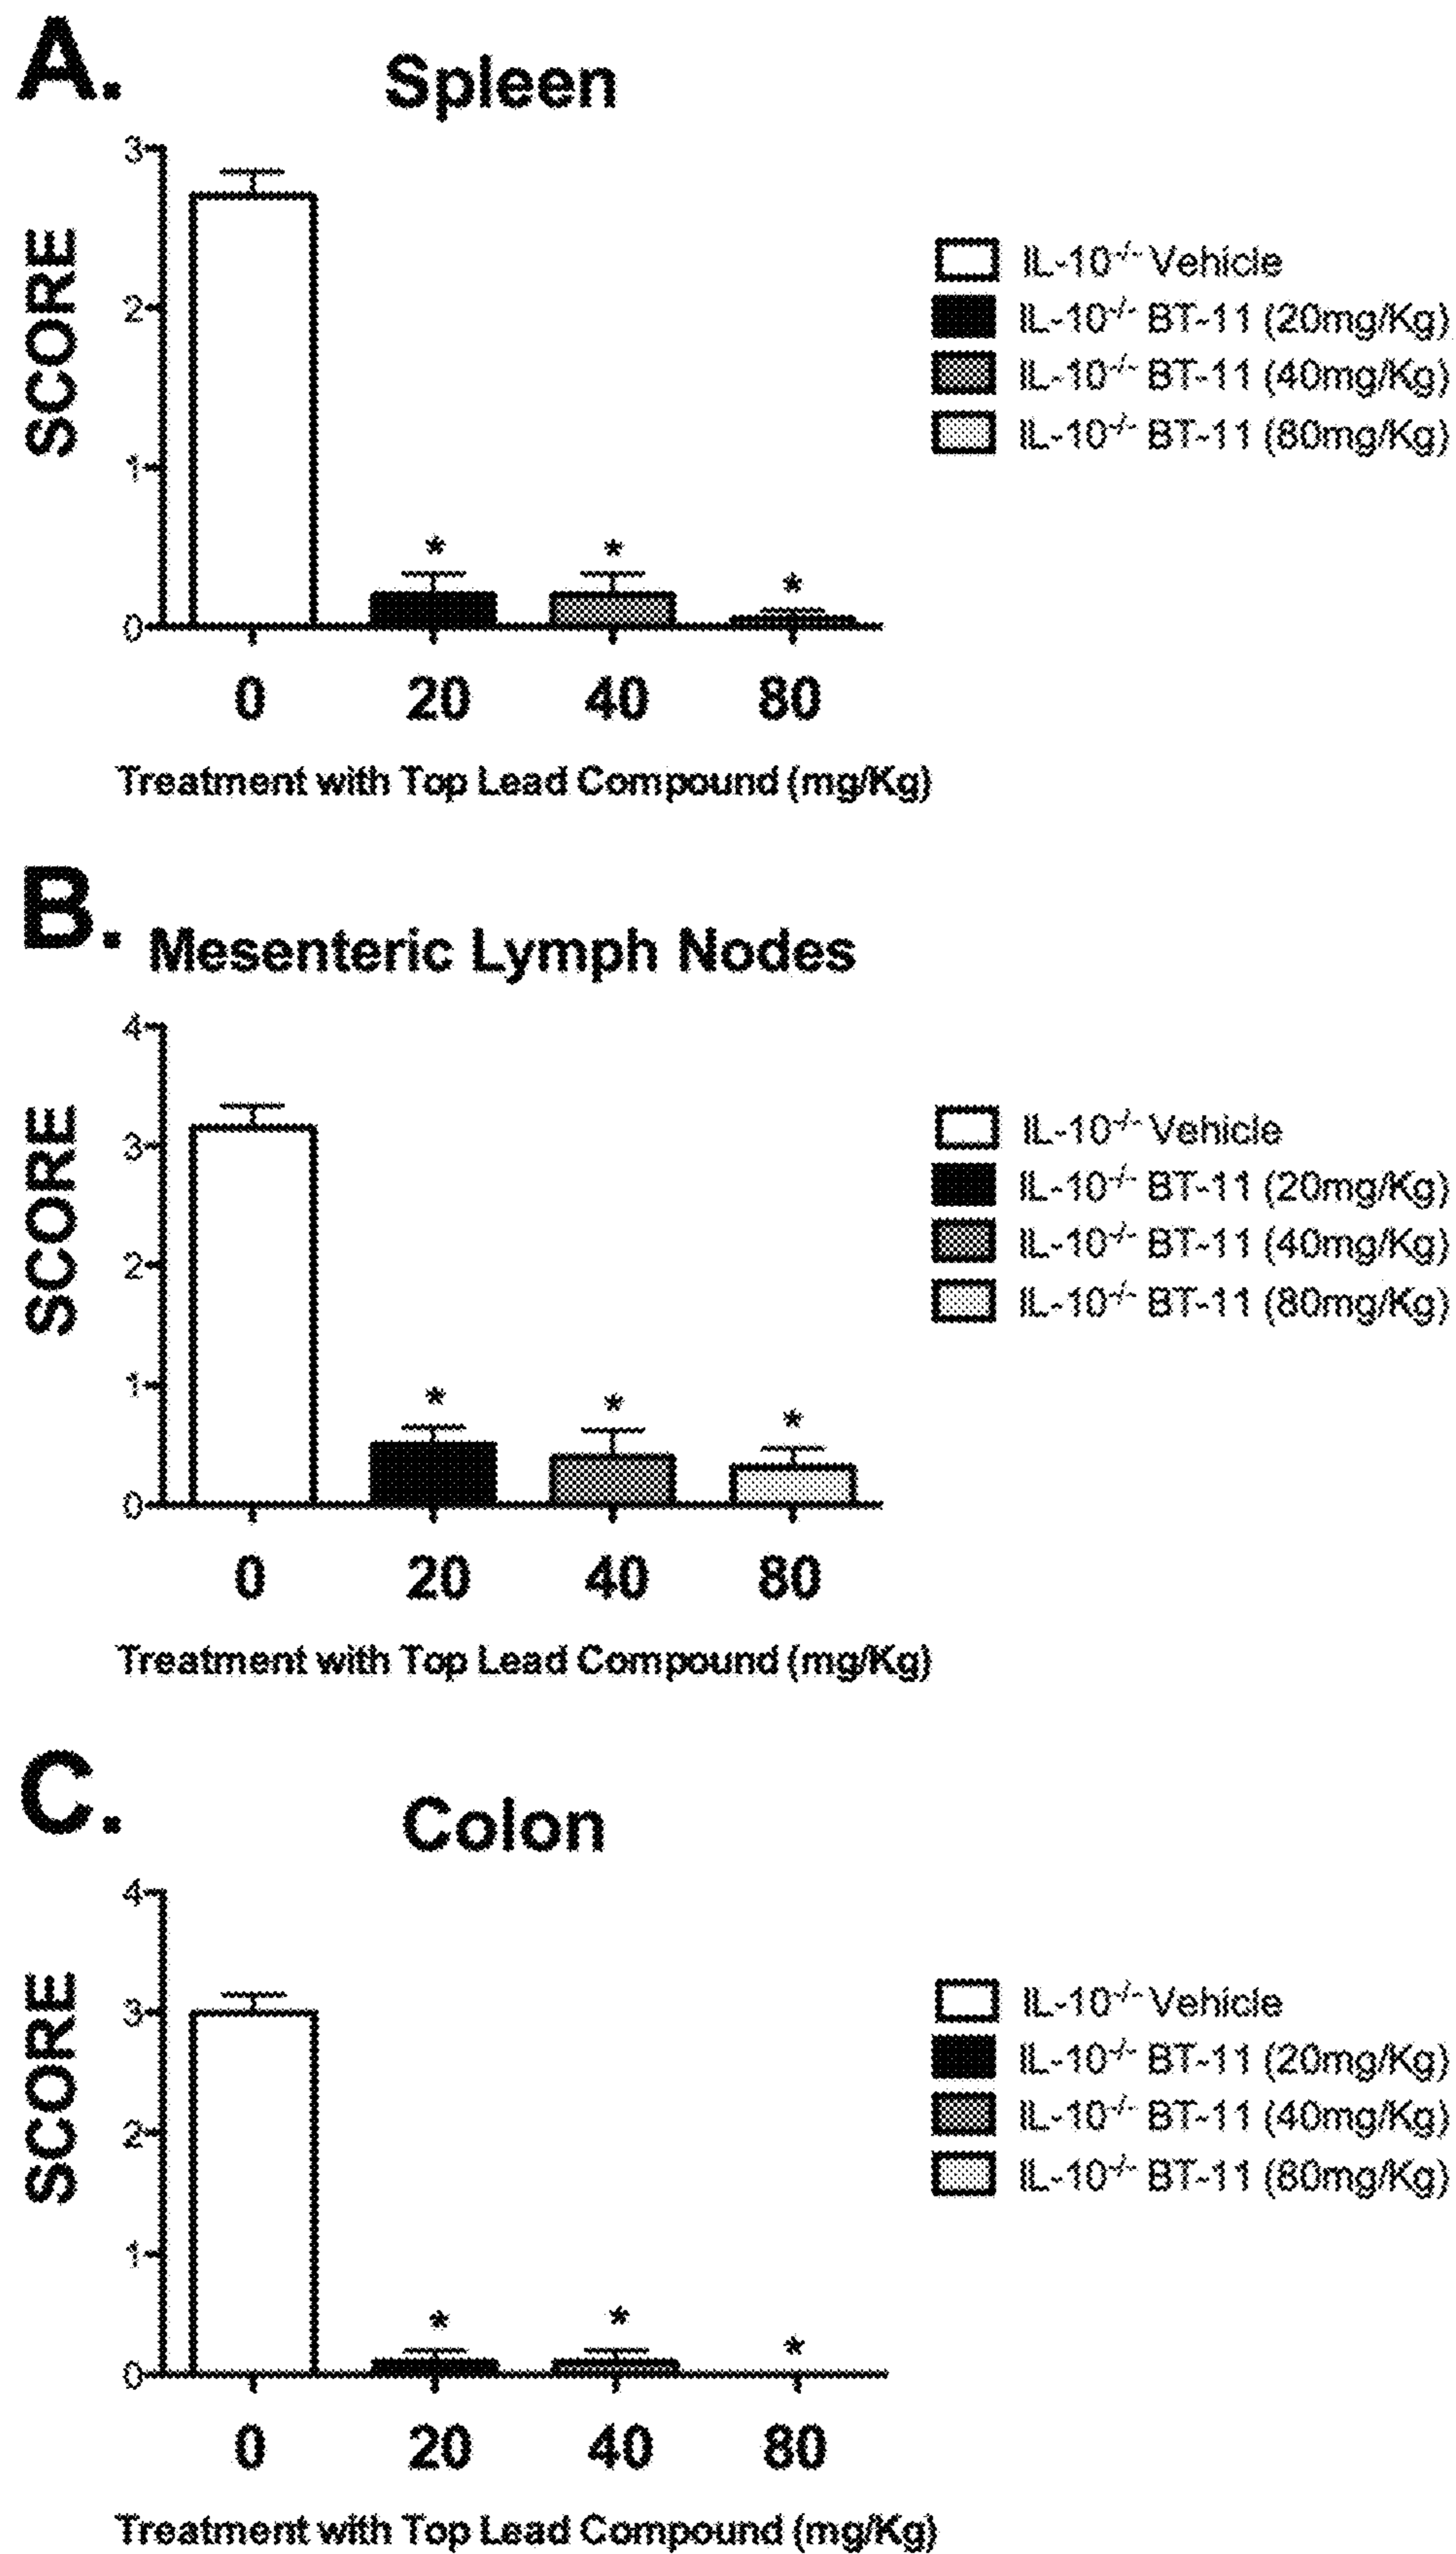 A.
Spleen
SCORE
3
2
1
0
*
*
*
0 20 40 80
Treatment with Top Lead Compound (mg/Kg)
IL-10-/- Vehicle
IL-10-/- BT-11 (20mg/Kg)
IL-10-/- BT-11 (40mg/Kg)
IL-10-/- BT-11 (80mg/Kg)
B.
Mesenteric Lymph Nodes
SCORE
4
3
2
1
0
*
*
*
0 20 40 80
Treatment with Top Lead Compound (mg/Kg)
IL-10-/- Vehicle
IL-10-/- BT-11 (20mg/Kg)
IL-10-/- BT-11 (40mg/Kg)
IL-10-/- BT-11 (80mg/Kg)
C.
Colon
SCORE
4
3
2
1
0
*
*
*
0 20 40 80
Treatment with Top Lead Compound (mg/Kg)
IL-10-/- Vehicle
IL-10-/- BT-11 (20mg/Kg)
IL-10-/- BT-11 (40mg/Kg)
IL-10-/- BT-11 (80mg/Kg)